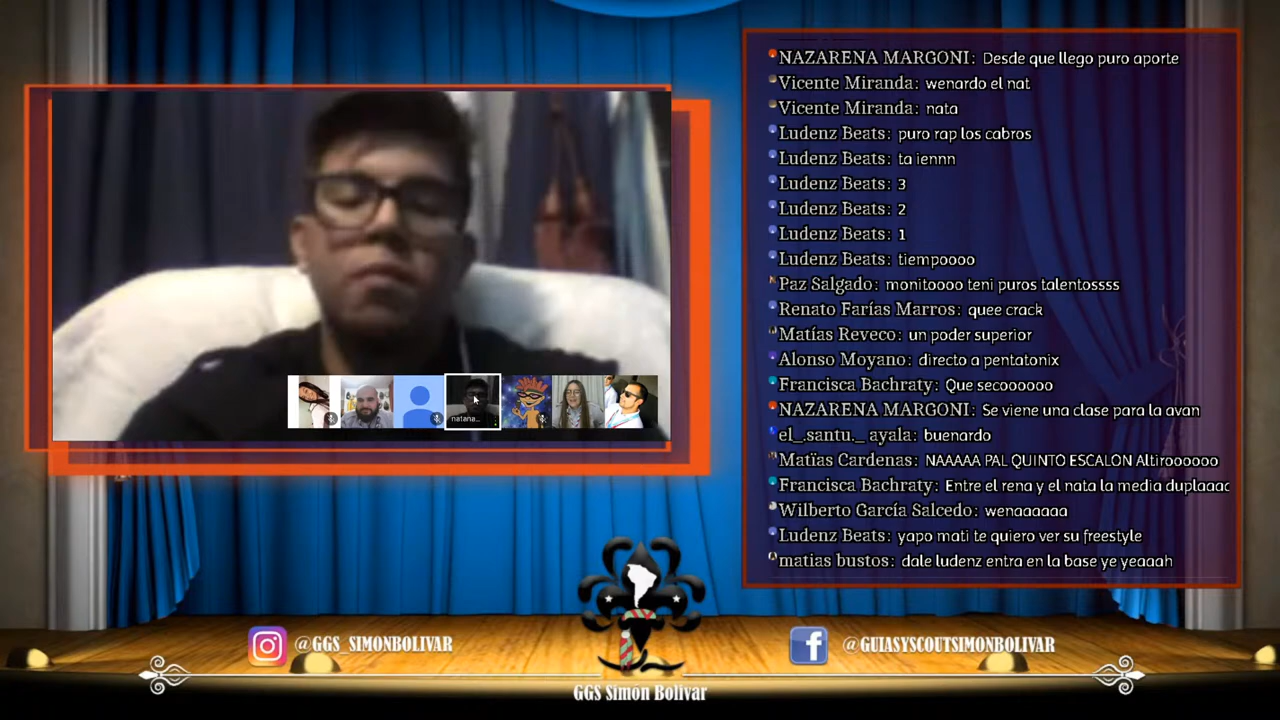 NAZARENA MARGONI: Desde que llego puro aporte
Vicente Miranda: wenardo el nat
Vicente Miranda: nata
Ludenz Beats: puro rap los cabros
Ludenz Beats: ta iennn
Ludenz Beats: 3
Ludenz Beats: 2
Ludenz Beats: 1
Ludenz Beats: tiempoooo
Paz Salgado: monitoooo teni puros talentossss
Renato Farías Marros: quee crack
Matías Reveco: un poder superior
Alonso Moyano: directo a pentatonix
Francisca Bachraty: Que secoooooo
NAZARENA MARGONI: Se viene una clase para la avan
el_.santu._ ayala: buenardo
Matïas Cardenas: NAAAAA PAL QUINTO ESCALON Altiroooooo
Francisca Bachraty: Entre el rena y el nata la media duplaaac
Wilberto García Salcedo: wenaaaaaa
Ludenz Beats: yapo mati te quiero ver su freestyle
matias bustos: dale ludenz entra en la base ye yeaaah
natana...
@GGS_SIMONBOLIVAR
@GUIASYSCOUTSIMONBOLIVAR
GGS Simon Bolivar